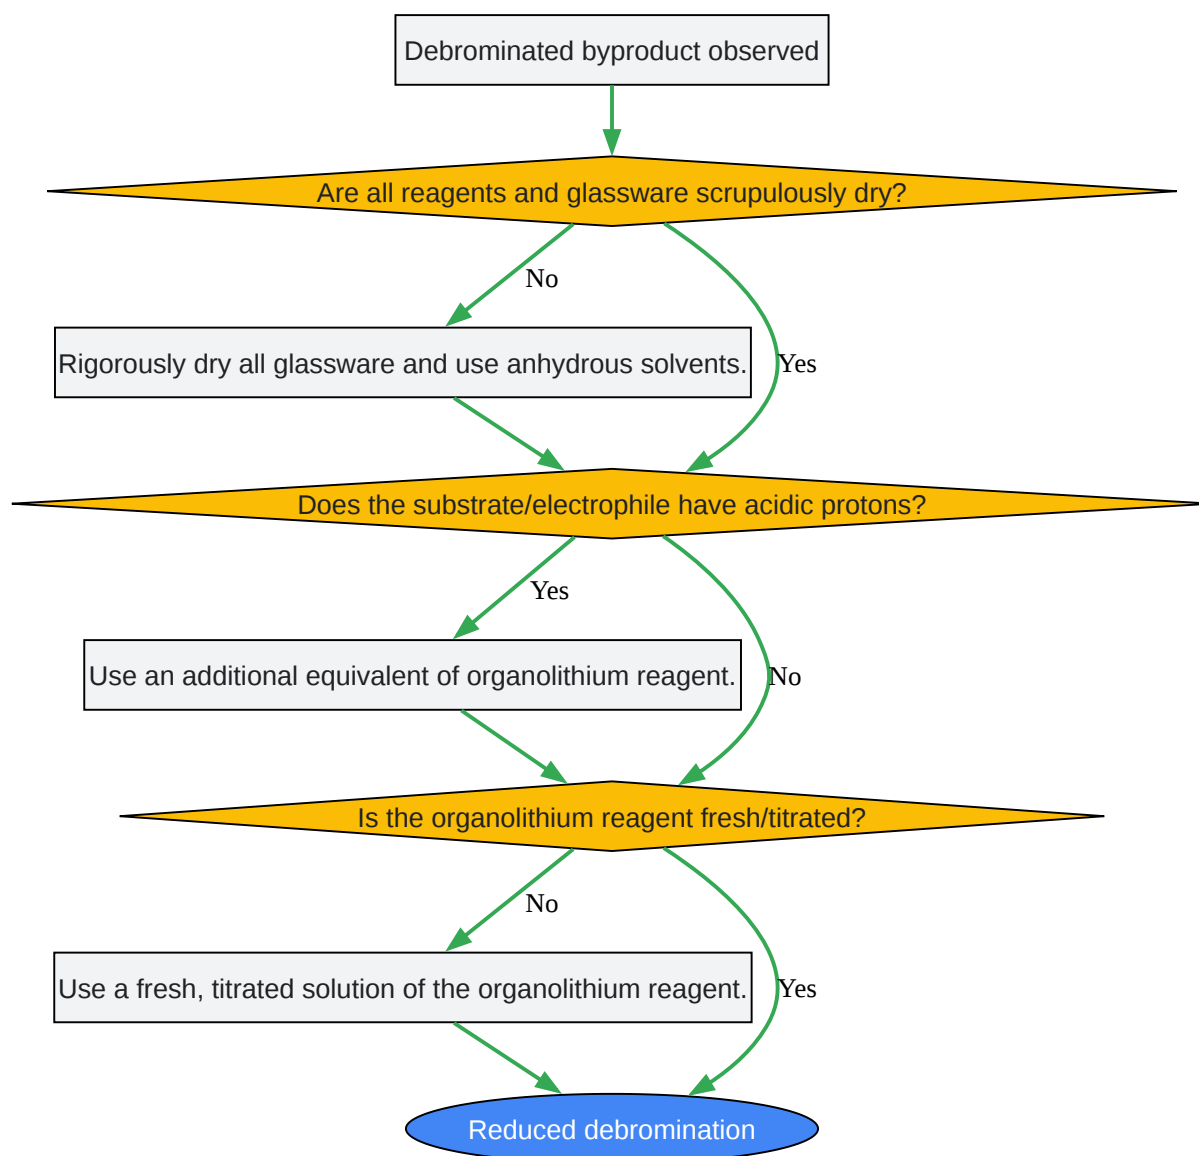 Debrominated byproduct observed
Are all reagents and glassware scrupulously dry?
No
Rigorously dry all glassware and use anhydrous solvents.
Yes
Does the substrate/electrophile have acidic protons?
Yes
Use an additional equivalent of organolithium reagent.
No
Is the organolithium reagent fresh/titrated?
No
Use a fresh, titrated solution of the organolithium reagent.
Yes
Reduced debromination